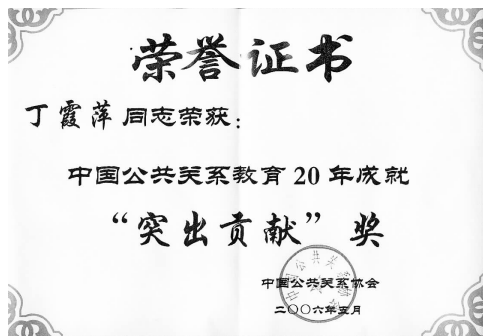 荣誉证书
丁霞萍 同志荣获：
中国公共关系教育 20 年成就
“突出贡献”奖
中国公共关系协会
二〇〇六年五月